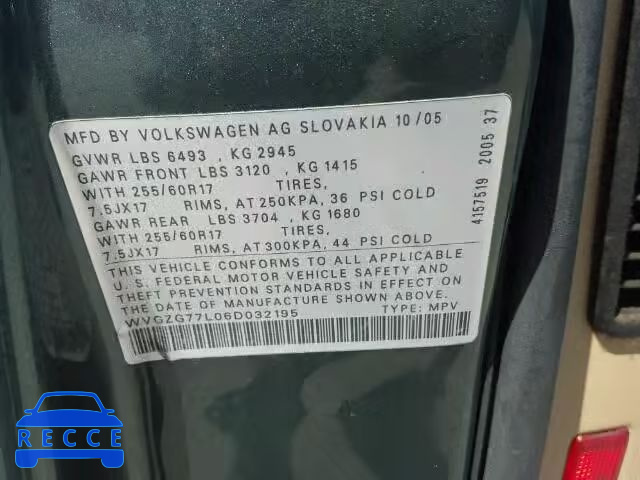 MFD BY VOLKSWAGEN AG SLOVAKIA 10/05
GVWR LBS 6493 , KG 2945
GAWR FRONT LBS 3120 , KG 1415
WITH 255/60R17 TIRES,
7.5JX17 RIMS, AT 250KPA, 36 PSI COLD
GAWR REAR LBS 3704 , KG 1680
WITH 255/60R17 TIRES,
7.5JX17 RIMS, AT 300KPA, 44 PSI COLD
THIS VEHICLE CONFORMS TO ALL APPLICABLE
U. S. FEDERAL MOTOR VEHICLE SAFETY AND
THEFT PREVENTION STANDARDS IN EFFECT ON
THE DATE OF MANUFACTURE SHOWN ABOVE.
WVGZG77L06D032195 TYPE: MPV
4157519 2005 37
RECCE